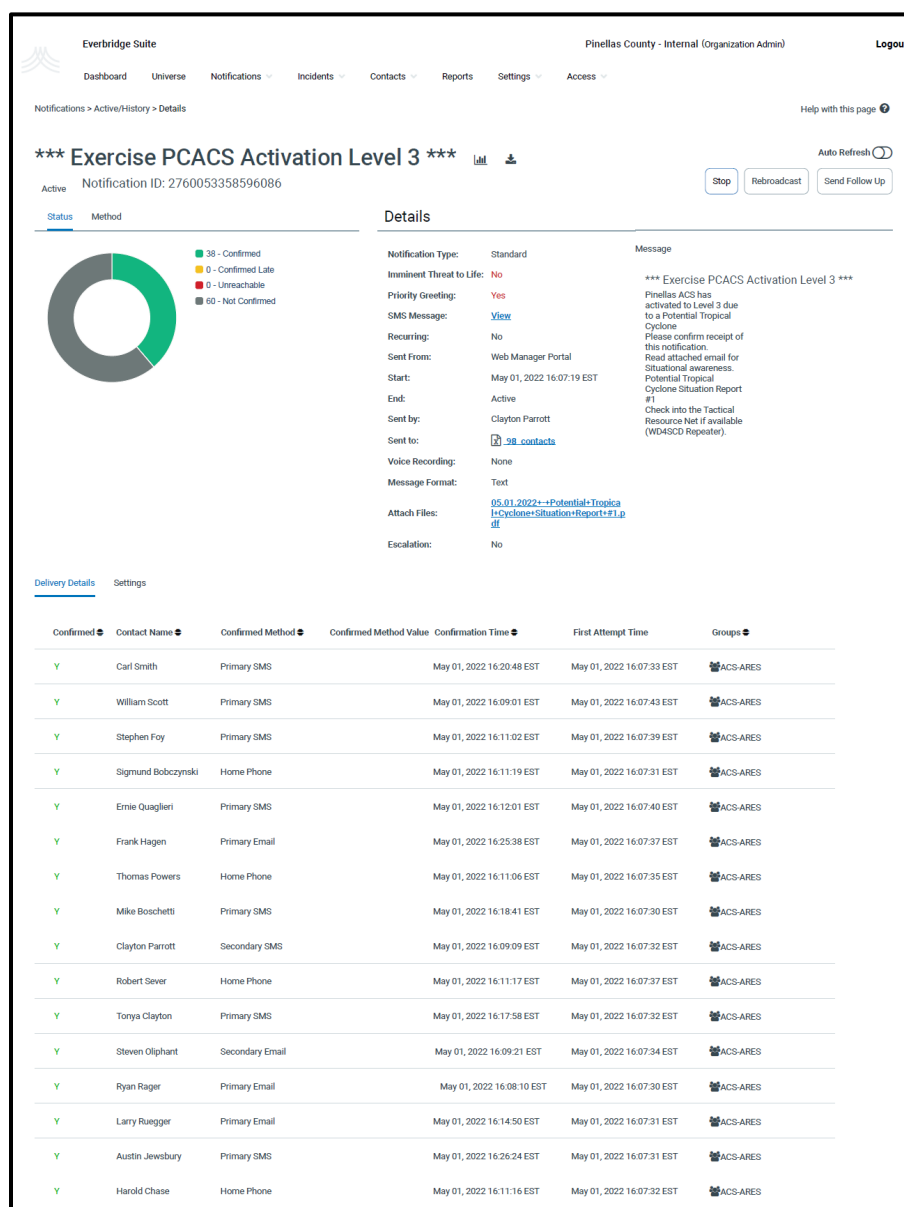 Everbridge Suite
Pinellas County - Internal (Organization Admin)
Logou
Dashboard Universe Notifications Incidents Contacts Reports Settings Access
Notifications > Active/History > Details
Help with this page
*** Exercise PCACS Activation Level 3 ***
Auto Refresh
Active Notification ID: 2760053358596086
Stop Rebroadcast Send Follow Up
Status Method
38 - Confirmed
0 - Confirmed Late
0 - Unreachable
60 - Not Confirmed
Details
Notification Type: Standard
Imminent Threat to Life: No
Priority Greeting: Yes
SMS Message: View
Recurring: No
Sent From: Web Manager Portal
Start: May 01, 2022 16:07:19 EST
End: Active
Sent by: Clayton Parrott
Sent to: 98 contacts
Voice Recording: None
Message Format: Text
Attach Files: 05.01.2022+-+Potential+Tropica
l+Cyclone+Situation+Report+#1.p
df
Escalation: No
Message
*** Exercise PCACS Activation Level 3 ***
Pinellas ACS has
activated to Level 3 due
to a Potential Tropical
Cyclone
Please confirm receipt of
this notification.
Read attached email for
Situational awareness.
Potential Tropical
Cyclone Situation Report
#1
Check into the Tactical
Resource Net if available
(WD4SCD Repeater).
Delivery Details Settings
Confirmed Contact Name Confirmed Method Confirmed Method Value Confirmation Time First Attempt Time Groups
Y Carl Smith Primary SMS May 01, 2022 16:20:48 EST May 01, 2022 16:07:33 EST ACS-ARES
Y William Scott Primary SMS May 01, 2022 16:09:01 EST May 01, 2022 16:07:43 EST ACS-ARES
Y Stephen Foy Primary SMS May 01, 2022 16:11:02 EST May 01, 2022 16:07:39 EST ACS-ARES
Y Sigmund Bobczynski Home Phone May 01, 2022 16:11:19 EST May 01, 2022 16:07:31 EST ACS-ARES
Y Ernie Quaglieri Primary SMS May 01, 2022 16:12:01 EST May 01, 2022 16:07:40 EST ACS-ARES
Y Frank Hagen Primary Email May 01, 2022 16:25:38 EST May 01, 2022 16:07:37 EST ACS-ARES
Y Thomas Powers Home Phone May 01, 2022 16:11:06 EST May 01, 2022 16:07:35 EST ACS-ARES
Y Mike Boschetti Primary SMS May 01, 2022 16:18:41 EST May 01, 2022 16:07:30 EST ACS-ARES
Y Clayton Parrott Secondary SMS May 01, 2022 16:09:09 EST May 01, 2022 16:07:32 EST ACS-ARES
Y Robert Sever Home Phone May 01, 2022 16:11:17 EST May 01, 2022 16:07:37 EST ACS-ARES
Y Tonya Clayton Primary SMS May 01, 2022 16:17:58 EST May 01, 2022 16:07:32 EST ACS-ARES
Y Steven Oliphant Secondary Email May 01, 2022 16:09:21 EST May 01, 2022 16:07:34 EST ACS-ARES
Y Ryan Rager Primary Email May 01, 2022 16:08:10 EST May 01, 2022 16:07:30 EST ACS-ARES
Y Larry Ruegger Primary Email May 01, 2022 16:14:50 EST May 01, 2022 16:07:31 EST ACS-ARES
Y Austin Jewsbury Primary SMS May 01, 2022 16:26:24 EST May 01, 2022 16:07:31 EST ACS-ARES
Y Harold Chase Home Phone May 01, 2022 16:11:16 EST May 01, 2022 16:07:32 EST ACS-ARES